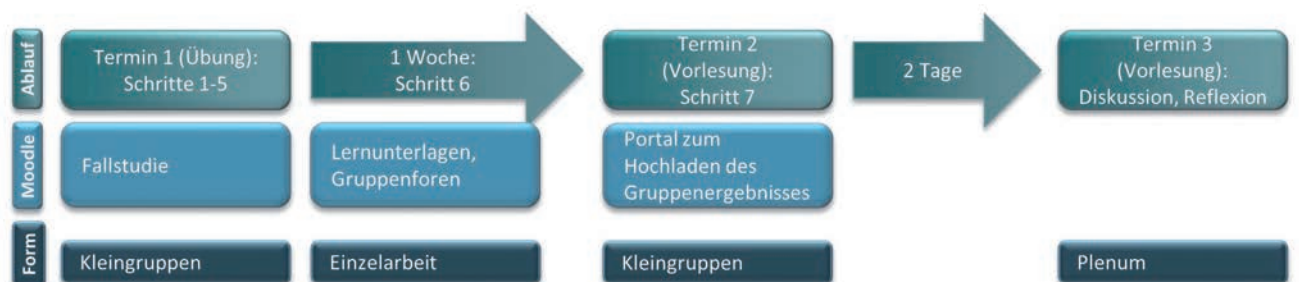 Ablauf
Termin 1 (Übung):
Schritte 1-5
1 Woche:
Schritt 6
Termin 2
(Vorlesung):
Schritt 7
2 Tage
Termin 3
(Vorlesung):
Diskussion, Reflexion
Moodle
Fallstudie
Lernunterlagen,
Gruppenforen
Portal zum
Hochladen des
Gruppenergebnisses
Form
Kleingruppen
Einzelarbeit
Kleingruppen
Plenum